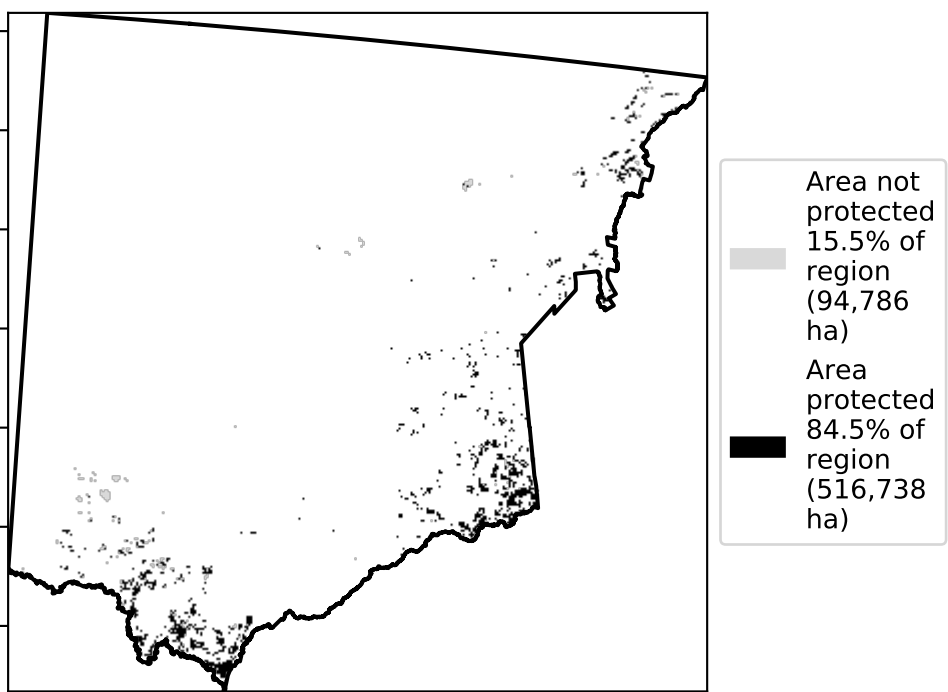 Area not
protected
15.5% of
region
(94,786
ha)
Area
protected
84.5% of
region
(516,738
ha)